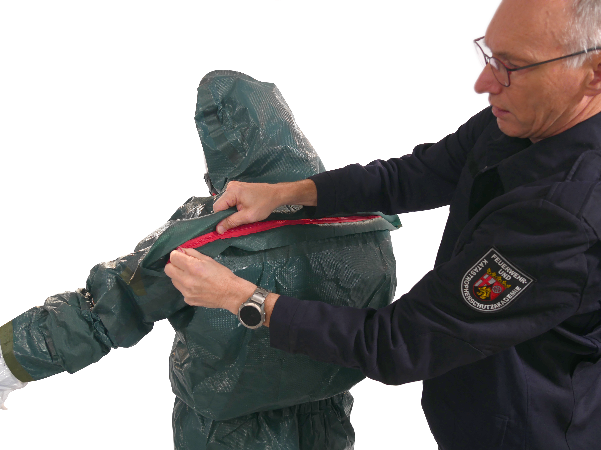 FEUERWEHR-
UND
KATASTROPHENSCHUTZAKADEMIE